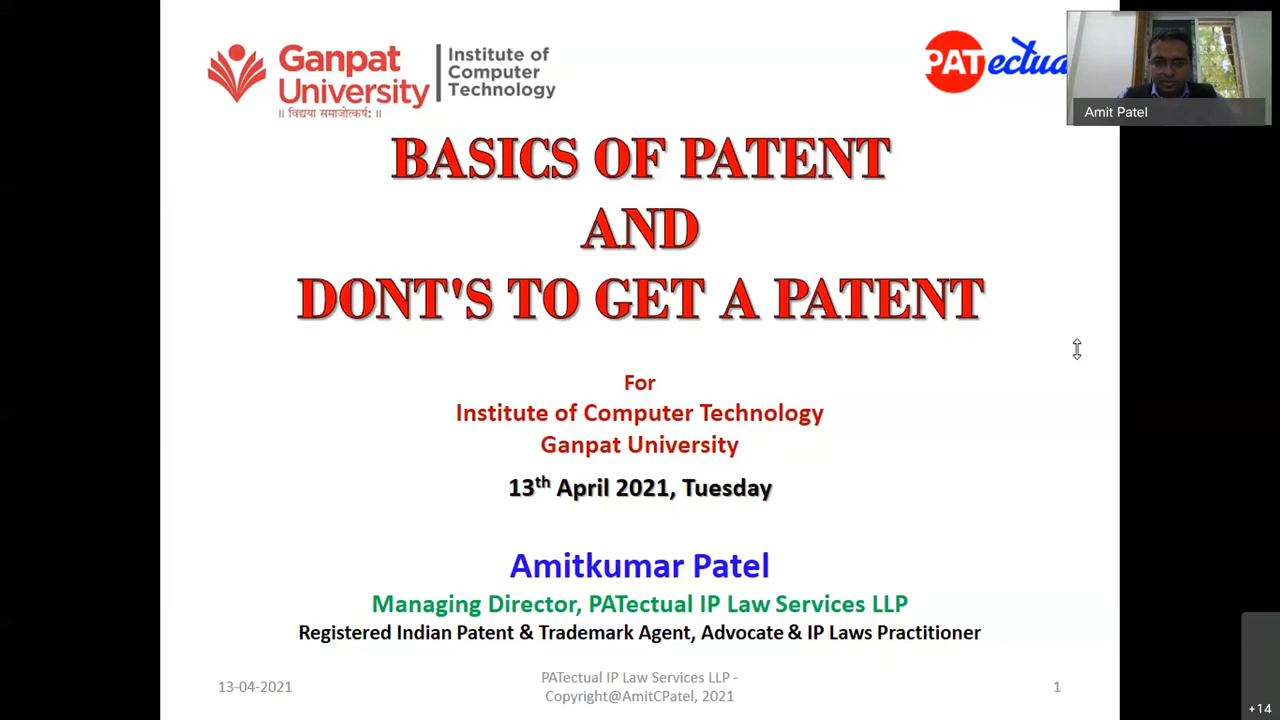 Ganpat
University
|| विद्यया समाजोत्कर्ष: ||
Institute of
Computer
Technology
PATectua
Amit Patel
BASICS OF PATENT
AND
DONT'S TO GET A PATENT
For
Institute of Computer Technology
Ganpat University
13th April 2021, Tuesday
Amitkumar Patel
Managing Director, PATectual IP Law Services LLP
Registered Indian Patent & Trademark Agent, Advocate & IP Laws Practitioner
13-04-2021
PATectual IP Law Services LLP -
Copyright@AmitCPatel, 2021
1
+14